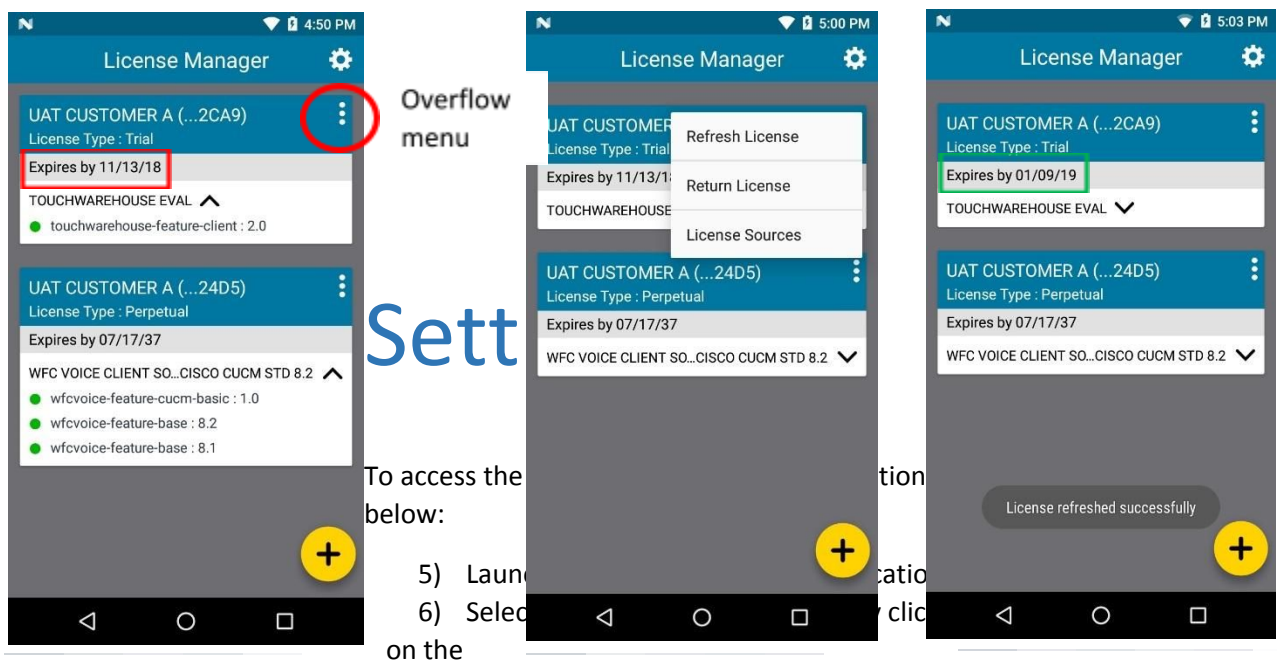 4:50 PM
License Manager
UAT CUSTOMER A (...2CA9)
License Type : Trial
Expires by 11/13/18
TOUCHWAREHOUSE EVAL
touchwarehouse-feature-client : 2.0
UAT CUSTOMER A (...24D5)
License Type : Perpetual
Expires by 07/17/37
WFC VOICE CLIENT SO...CISCO CUCM STD 8.2
wfcvoice-feature-cucm-basic : 1.0
wfcvoice-feature-base : 8.2
wfcvoice-feature-base : 8.1
Overflow
menu
5:00 PM
License Manager
UAT CUSTOMER
License Type : Trial
Expires by 11/13/1
TOUCHWAREHOUSE
Refresh License
Return License
License Sources
UAT CUSTOMER A (...24D5)
License Type : Perpetual
Expires by 07/17/37
WFC VOICE CLIENT SO...CISCO CUCM STD 8.2
5:03 PM
License Manager
UAT CUSTOMER A (...2CA9)
License Type : Trial
Expires by 01/09/19
TOUCHWAREHOUSE EVAL
UAT CUSTOMER A (...24D5)
License Type : Perpetual
Expires by 07/17/37
WFC VOICE CLIENT SO...CISCO CUCM STD 8.2
License refreshed successfully
Sett
To access the tion
below:
5) Laun catio
6) Selec clic
on the